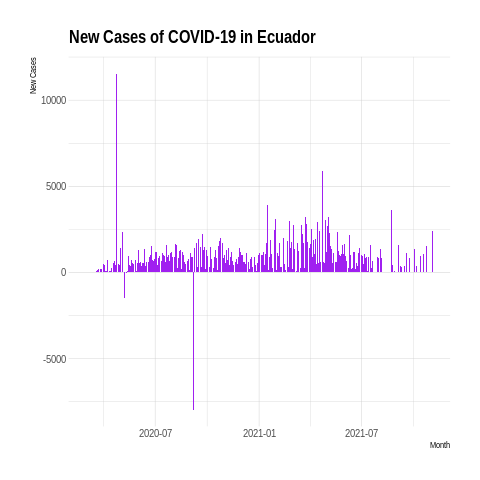 New Cases of COVID-19 in Ecuador
New Cases
10000
5000
0
-5000
2020-07
2021-01
2021-07
Month